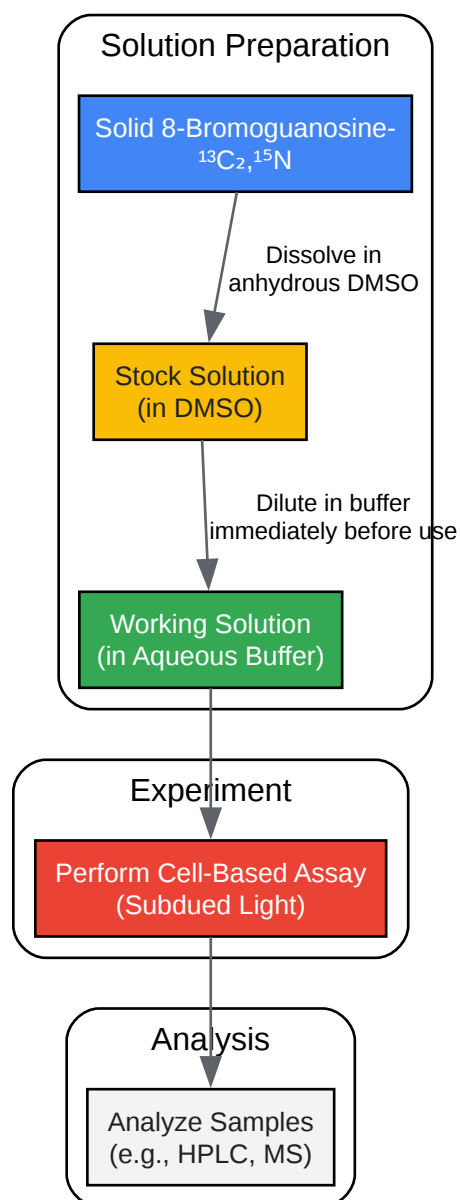 Solution Preparation
Solid 8-Bromoguanosine-
¹³C₂,¹⁵N
Dissolve in
anhydrous DMSO
Stock Solution
(in DMSO)
Dilute in buffer
immediately before use
Working Solution
(in Aqueous Buffer)
Experiment
Perform Cell-Based Assay
(Subdued Light)
Analysis
Analyze Samples
(e.g., HPLC, MS)